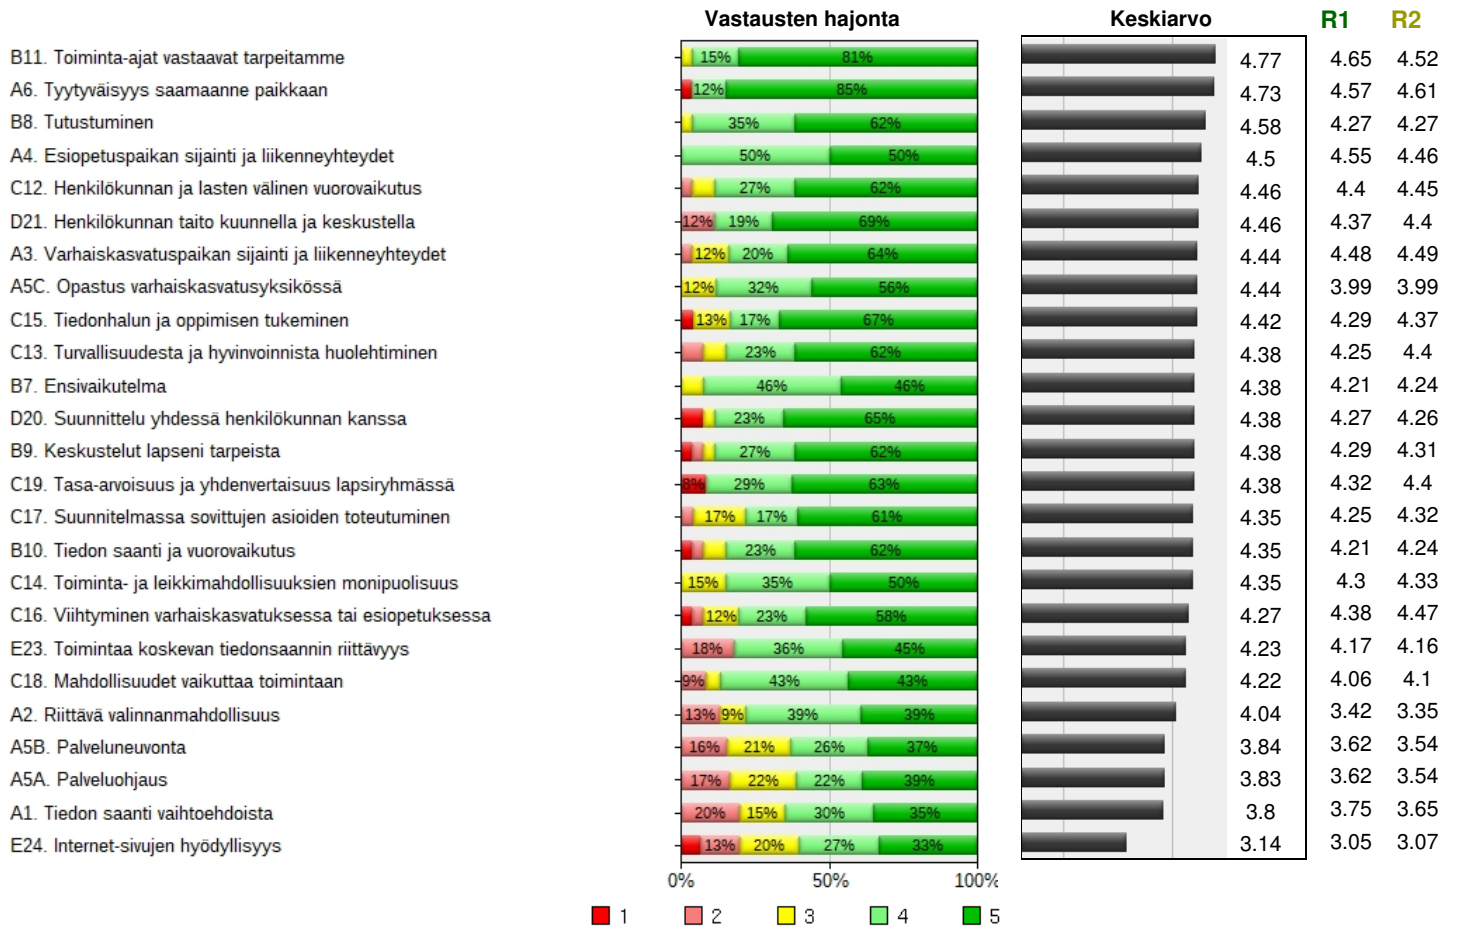 Vastausten hajonta Keskiarvo R1 R2
B11. Toiminta-ajat vastaavat tarpeitamme 15% 81% 4.77 4.65 4.52
A6. Tyytyväisyys saamaanne paikkaan 12% 85% 4.73 4.57 4.61
B8. Tutustuminen 35% 62% 4.58 4.27 4.27
A4. Esiopetuspaikan sijainti ja liikenneyhteydet 50% 50% 4.5 4.55 4.46
C12. Henkilökunnan ja lasten välinen vuorovaikutus 27% 62% 4.46 4.4 4.45
D21. Henkilökunnan taito kuunnella ja keskustella 12% 19% 69% 4.46 4.37 4.4
A3. Varhaiskasvatuspaikan sijainti ja liikenneyhteydet 12% 20% 64% 4.44 4.48 4.49
A5C. Opastus varhaiskasvatusyksikössä 12% 32% 56% 4.44 3.99 3.99
C15. Tiedonhalun ja oppimisen tukeminen 13% 17% 67% 4.42 4.29 4.37
C13. Turvallisuudesta ja hyvinvoinnista huolehtiminen 23% 62% 4.38 4.25 4.4
B7. Ensivaikutelma 46% 46% 4.38 4.21 4.24
D20. Suunnittelu yhdessä henkilökunnan kanssa 23% 65% 4.38 4.27 4.26
B9. Keskustelut lapseni tarpeista 27% 62% 4.38 4.29 4.31
C19. Tasa-arvoisuus ja yhdenvertaisuus lapsiryhmässä 8% 29% 63% 4.38 4.32 4.4
C17. Suunnitelmassa sovittujen asioiden toteutuminen 17% 17% 61% 4.35 4.25 4.32
B10. Tiedon saanti ja vuorovaikutus 23% 62% 4.35 4.21 4.24
C14. Toiminta- ja leikkimahdollisuuksien monipuolisuus 15% 35% 50% 4.35 4.3 4.33
C16. Viihtyminen varhaiskasvatuksessa tai esiopetuksessa 12% 23% 58% 4.27 4.38 4.47
E23. Toimintaa koskevan tiedonsaannin riittävyys 18% 36% 45% 4.23 4.17 4.16
C18. Mahdollisuudet vaikuttaa toimintaan 9% 43% 43% 4.22 4.06 4.1
A2. Riittävä valinnanmahdollisuus 13% 9% 39% 39% 4.04 3.42 3.35
A5B. Palveluneuvonta 16% 21% 26% 37% 3.84 3.62 3.54
A5A. Palveluohjaus 17% 22% 22% 39% 3.83 3.62 3.54
A1. Tiedon saanti vaihtoehdoista 20% 15% 30% 35% 3.8 3.75 3.65
E24. Internet-sivujen hyödyllisyys 13% 20% 27% 33% 3.14 3.05 3.07
0% 50% 100%
1 2 3 4 5